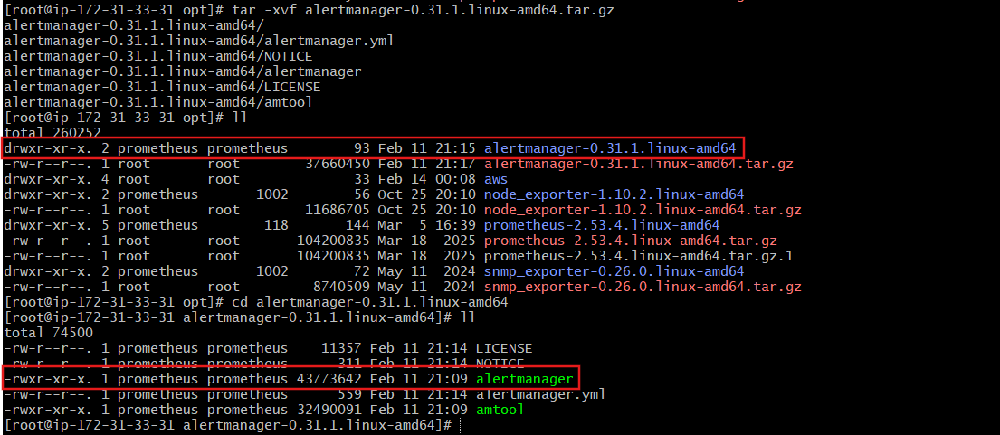 [root@ip-172-31-33-31 opt]# tar -xvf alertmanager-0.31.1.linux-amd64.tar.gz
alertmanager-0.31.1.linux-amd64/
alertmanager-0.31.1.linux-amd64/alertmanager.yml
alertmanager-0.31.1.linux-amd64/NOTICE
alertmanager-0.31.1.linux-amd64/alertmanager
alertmanager-0.31.1.linux-amd64/LICENSE
alertmanager-0.31.1.linux-amd64/amtool
[root@ip-172-31-33-31 opt]# ll
total 260252
drwxr-xr-x. 2 prometheus prometheus        93 Feb 11 21:15 alertmanager-0.31.1.linux-amd64
-rw-r--r--. 1 root       root        37660450 Feb 11 21:17 alertmanager-0.31.1.linux-amd64.tar.gz
drwxr-xr-x. 4 root       root              33 Feb 14 00:08 aws
drwxr-xr-x. 2 prometheus       1002        56 Oct 25 20:10 node_exporter-1.10.2.linux-amd64
-rw-r--r--. 1 root       root        11686705 Oct 25 20:10 node_exporter-1.10.2.linux-amd64.tar.gz
drwxr-xr-x. 5 prometheus        118       144 Mar  5 16:39 prometheus-2.53.4.linux-amd64
-rw-r--r--. 1 root       root       104200835 Mar 18  2025 prometheus-2.53.4.linux-amd64.tar.gz
-rw-r--r--. 1 root       root       104200835 Mar 18  2025 prometheus-2.53.4.linux-amd64.tar.gz.1
drwxr-xr-x. 2 prometheus       1002        72 May 11  2024 snmp_exporter-0.26.0.linux-amd64
-rw-r--r--. 1 root       root         8740509 May 11  2024 snmp_exporter-0.26.0.linux-amd64.tar.gz
[root@ip-172-31-33-31 opt]# cd alertmanager-0.31.1.linux-amd64
[root@ip-172-31-33-31 alertmanager-0.31.1.linux-amd64]# ll
total 74500
-rw-r--r--. 1 prometheus prometheus    11357 Feb 11 21:14 LICENSE
-rw-r--r--. 1 prometheus prometheus      311 Feb 11 21:14 NOTICE
-rwxr-xr-x. 1 prometheus prometheus 43773642 Feb 11 21:09 alertmanager
-rw-r--r--. 1 prometheus prometheus      559 Feb 11 21:14 alertmanager.yml
-rwxr-xr-x. 1 prometheus prometheus 32490091 Feb 11 21:09 amtool
[root@ip-172-31-33-31 alertmanager-0.31.1.linux-amd64]#